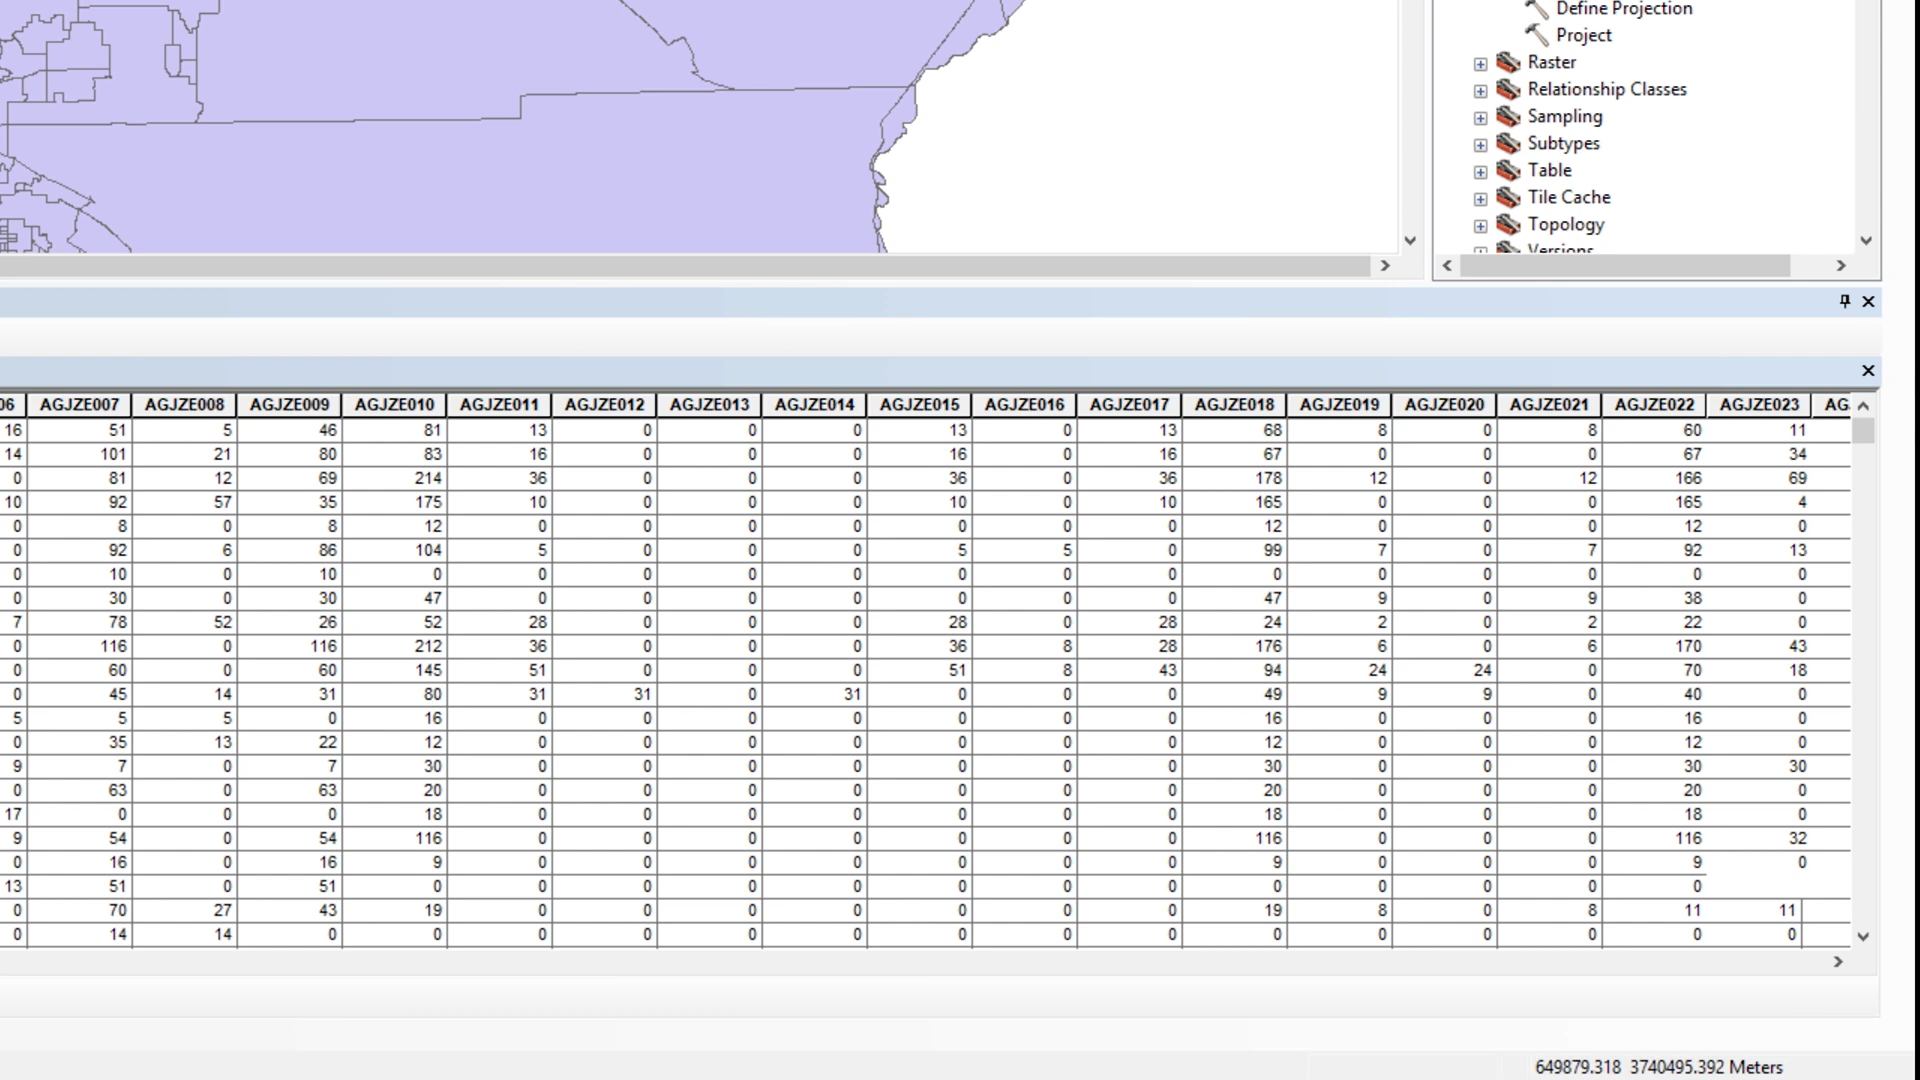 Define Projection
Project
Raster
Relationship Classes
Sampling
Subtypes
Table
Tile Cache
Topology
Versions
06 AGJZE007 AGJZE008 AGJZE009 AGJZE010 AGJZE011 AGJZE012 AGJZE013 AGJZE014 AGJZE015 AGJZE016 AGJZE017 AGJZE018 AGJZE019 AGJZE020 AGJZE021 AGJZE022 AGJZE023 AG
16 51 5 46 81 13 0 0 0 13 0 13 68 8 0 8 60 11
14 101 21 80 83 16 0 0 0 16 0 16 67 0 0 0 67 34
0 81 12 69 214 36 0 0 0 36 0 36 178 12 0 12 166 69
10 92 57 35 175 10 0 0 0 10 0 10 165 0 0 0 165 4
0 8 0 8 12 0 0 0 0 0 0 0 12 0 0 0 12 0
0 92 6 86 104 5 0 0 0 5 5 0 99 7 0 7 92 13
0 10 0 10 0 0 0 0 0 0 0 0 0 0 0 0 0 0
0 30 0 30 47 0 0 0 0 0 0 0 47 9 0 9 38 0
7 78 52 26 52 28 0 0 0 28 0 28 24 2 0 2 22 0
0 116 0 116 212 36 0 0 0 36 8 28 176 6 0 6 170 43
0 60 0 60 145 51 0 0 0 51 8 43 94 24 24 0 70 18
0 45 14 31 80 31 31 0 31 0 0 0 49 9 9 0 40 0
5 5 5 0 16 0 0 0 0 0 0 0 16 0 0 0 16 0
0 35 13 22 12 0 0 0 0 0 0 0 12 0 0 0 12 0
9 7 0 7 30 0 0 0 0 0 0 0 30 0 0 0 30 30
0 63 0 63 20 0 0 0 0 0 0 0 20 0 0 0 20 0
17 0 0 0 18 0 0 0 0 0 0 0 18 0 0 0 18 0
9 54 0 54 116 0 0 0 0 0 0 0 116 0 0 0 116 32
0 16 0 16 9 0 0 0 0 0 0 0 9 0 0 0 9 0
13 51 0 51 0 0 0 0 0 0 0 0 0 0 0 0 0
0 70 27 43 19 0 0 0 0 0 0 0 19 8 0 8 11 11
0 14 14 0 0 0 0 0 0 0 0 0 0 0 0 0 0 0
649879.318 3740495.392 Meters